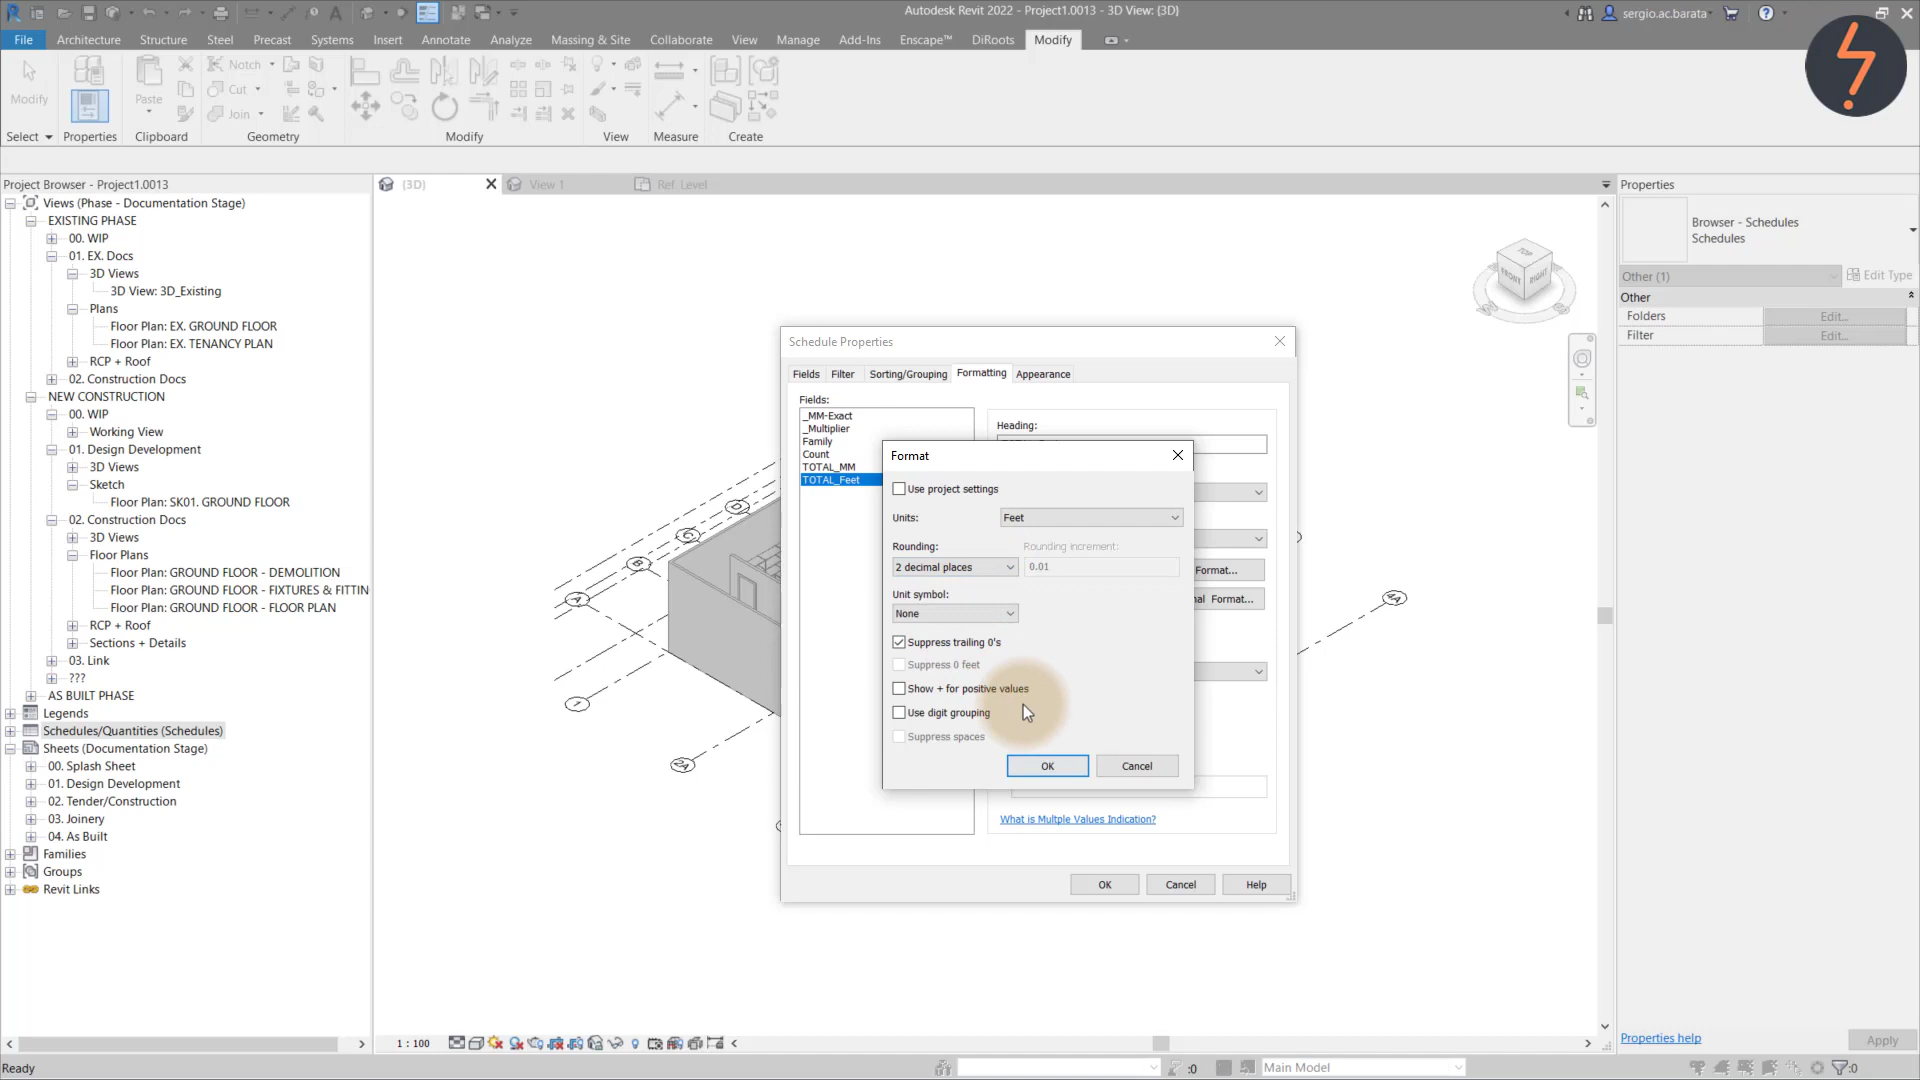 Autodesk Revit 2022 - Project1.0013 - 3D View: {3D}
sergio.ac.barata
File Architecture Structure Steel Precast Systems Insert Annotate Analyze Massing & Site Collaborate View Manage Add-Ins Enscape™ DiRoots Modify
Modify
Paste
Notch
Cut
Join
Select Properties Clipboard Geometry Modify View Measure Create
Project Browser - Project1.0013
{3D}
View 1
Ref. Level
Properties
Views (Phase - Documentation Stage)
EXISTING PHASE
00. WIP
01. EX. Docs
3D Views
3D View: 3D_Existing
Plans
Floor Plan: EX. GROUND FLOOR
Floor Plan: EX. TENANCY PLAN
RCP + Roof
02. Construction Docs
NEW CONSTRUCTION
00. WIP
Working View
01. Design Development
3D Views
Sketch
Floor Plan: SK01. GROUND FLOOR
02. Construction Docs
3D Views
Floor Plans
Floor Plan: GROUND FLOOR - DEMOLITION
Floor Plan: GROUND FLOOR - FIXTURES & FITTIN
Floor Plan: GROUND FLOOR - FLOOR PLAN
RCP + Roof
Sections + Details
03. Link
???
AS BUILT PHASE
Legends
Schedules/Quantities (Schedules)
Sheets (Documentation Stage)
00. Splash Sheet
01. Design Development
02. Tender/Construction
03. Joinery
04. As Built
Families
Groups
Revit Links
TOP
FRONT
RIGHT
D
C
B
A
1
2A
4A
Schedule Properties
Fields Filter Sorting/Grouping Formatting Appearance
Fields:
_MM-Exact
_Multiplier
Family
Count
TOTAL_MM
TOTAL_Feet
Heading:
Format...
nal Format...
What is Multple Values Indication?
OK Cancel Help
Format
Use project settings
Units: Feet
Rounding: Rounding increment:
2 decimal places 0.01
Unit symbol:
None
Suppress trailing 0's
Suppress 0 feet
Show + for positive values
Use digit grouping
Suppress spaces
OK Cancel
Browser - Schedules
Schedules
Other (1) Edit Type
Other
Folders Edit...
Filter Edit...
Properties help Apply
1 : 100
Ready
:0
Main Model
:0